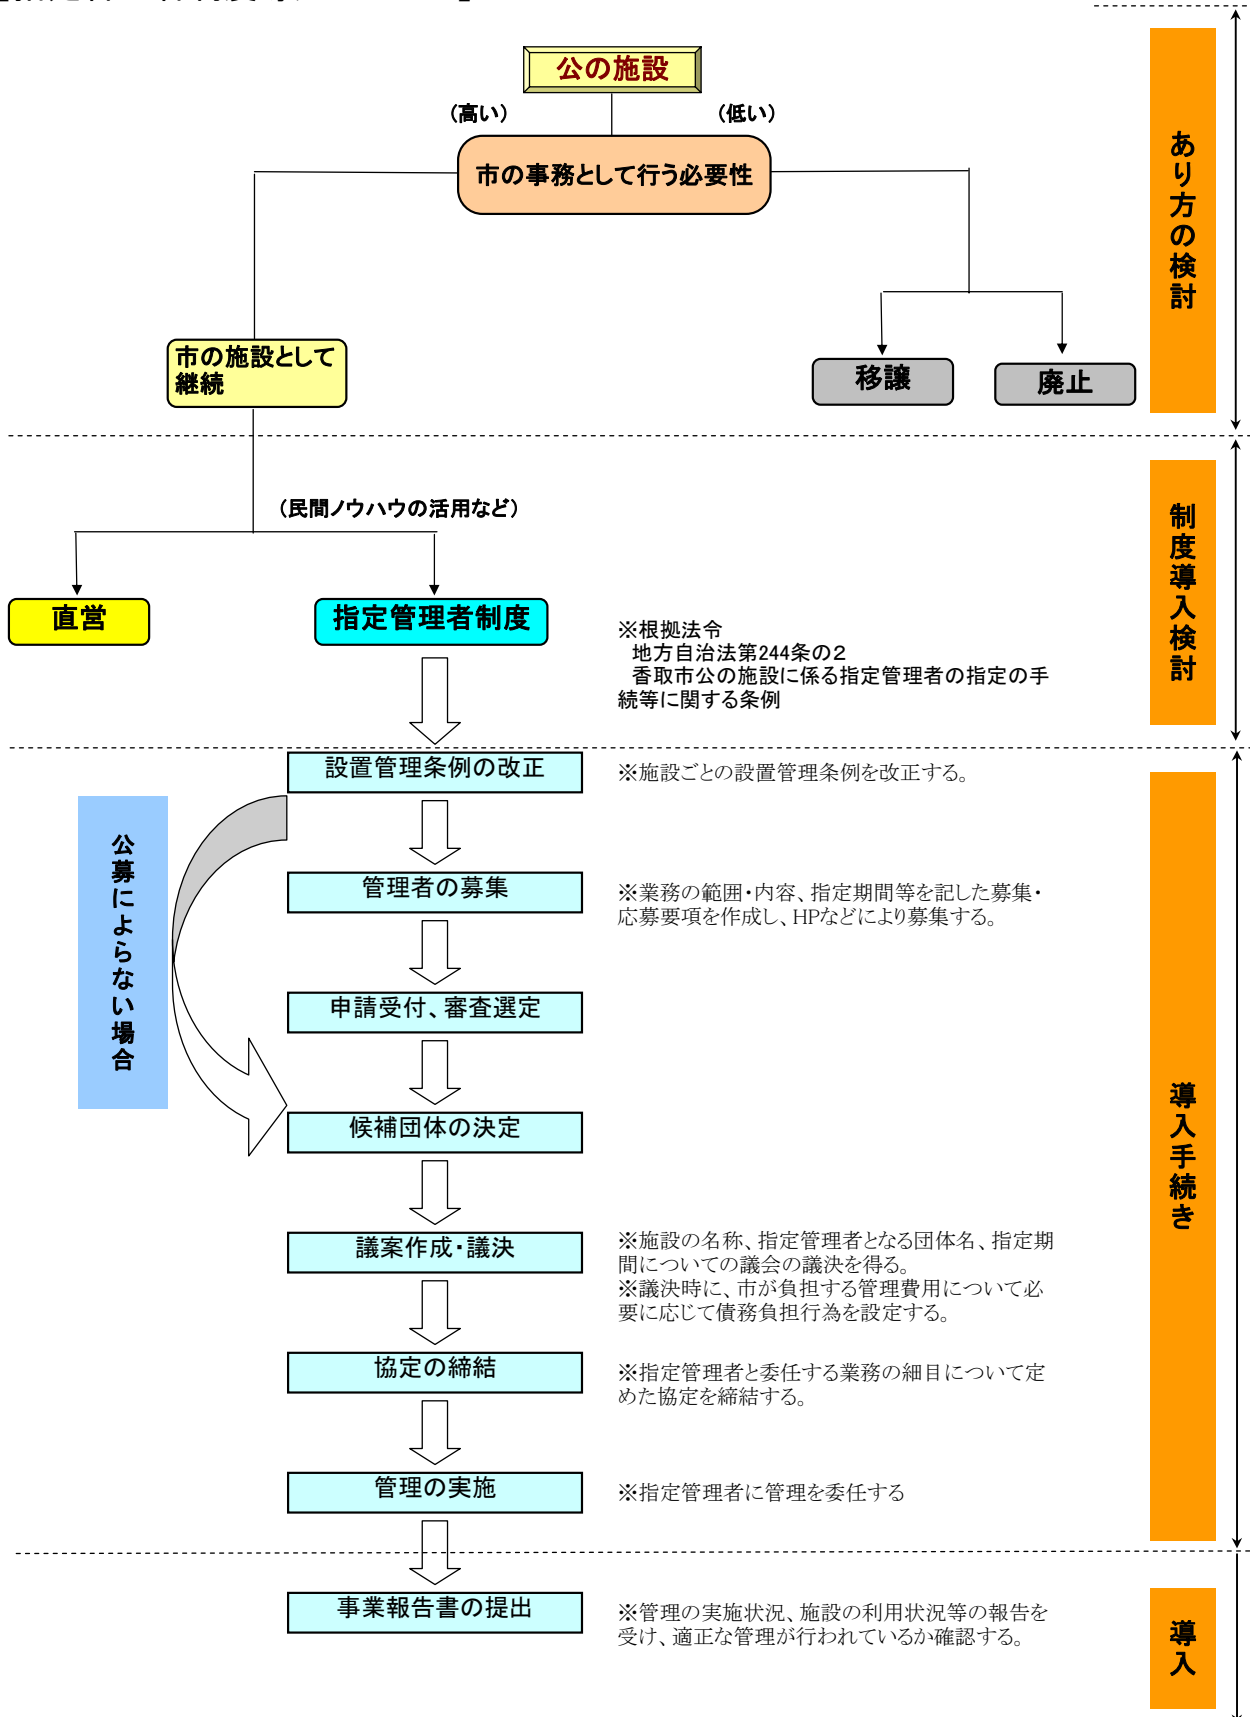 公の施設
(高い)
(低い)
市の事務として行う必要性
あり方の検討
市の施設として
継続
移譲
廃止
(民間ノウハウの活用など)
制度導入検討
直営
指定管理者制度
※根拠法令
地方自治法第244条の2
香取市公の施設に係る指定管理者の指定の手
続等に関する条例
設置管理条例の改正
※施設ごとの設置管理条例を改正する。
公募によらない場合
管理者の募集
※業務の範囲・内容、指定期間等を記した募集・
応募要項を作成し、HPなどにより募集する。
申請受付、審査選定
候補団体の決定
導入手続き
議案作成・議決
※施設の名称、指定管理者となる団体名、指定期
間についての議会の議決を得る。
※議決時に、市が負担する管理費用について必
要に応じて債務負担行為を設定する。
協定の締結
※指定管理者と委任する業務の細目について定
めた協定を締結する。
管理の実施
※指定管理者に管理を委任する
事業報告書の提出
※管理の実施状況、施設の利用状況等の報告を
受け、適正な管理が行われているか確認する。
導入